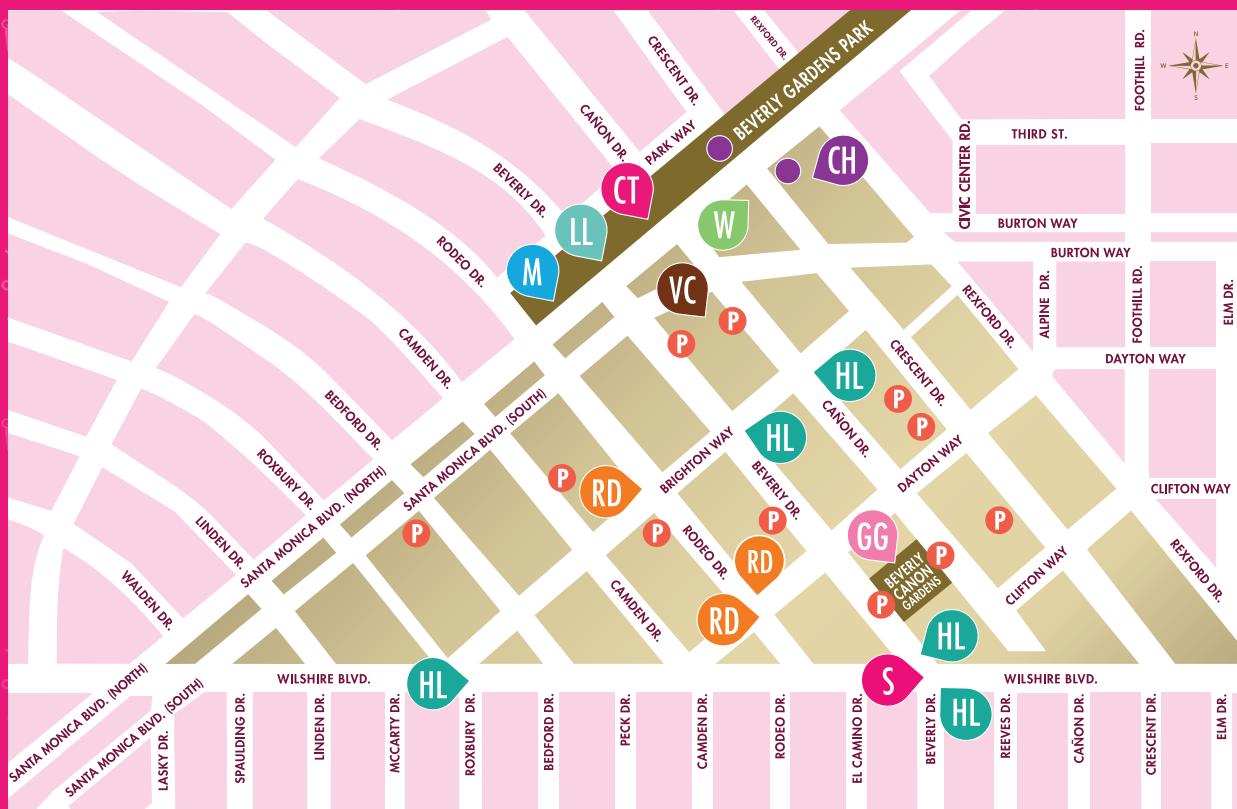 REXFORD DR.
CRESCENT DR.
BEVERLY GARDENS PARK
FOOTHILL RD.
N
W
E
S
CAÑON DR.
PARK WAY
CIVIC CENTER RD.
THIRD ST.
CH
CT
BEVERLY DR.
LL
W
BURTON WAY
BURTON WAY
RODEO DR.
M
VC
P
P
REXFORD DR.
ALPINE DR.
FOOTHILL RD.
ELM DR.
CAMDEN DR.
CRESCENT DR.
DAYTON WAY
HL
P
P
BEDFORD DR.
SANTA MONICA BLVD. (SOUTH)
CAÑON DR.
HL
BRIGHTON WAY
DAYTON WAY
ROXBURY DR.
P
RD
BEVERLY DR.
CLIFTON WAY
LINDEN DR.
SANTA MONICA BLVD. (NORTH)
P
P
P
P
GG
RODEO DR.
RD
P
BEVERLY
CANON
GARDENS
P
CLIFTON WAY
REXFORD DR.
WALDEN DR.
CAMDEN DR.
RD
HL
SANTA MONICA BLVD. (NORTH)
SANTA MONICA BLVD. (SOUTH)
WILSHIRE BLVD.
HL
S
WILSHIRE BLVD.
HL
LASKY DR.
SPAULDING DR.
LINDEN DR.
MCCARTY DR.
ROXBURY DR.
BEDFORD DR.
PECK DR.
CAMDEN DR.
RODEO DR.
EL CAMINO DR.
BEVERLY DR.
REEVES DR.
CAÑON DR.
CRESCENT DR.
ELM DR.